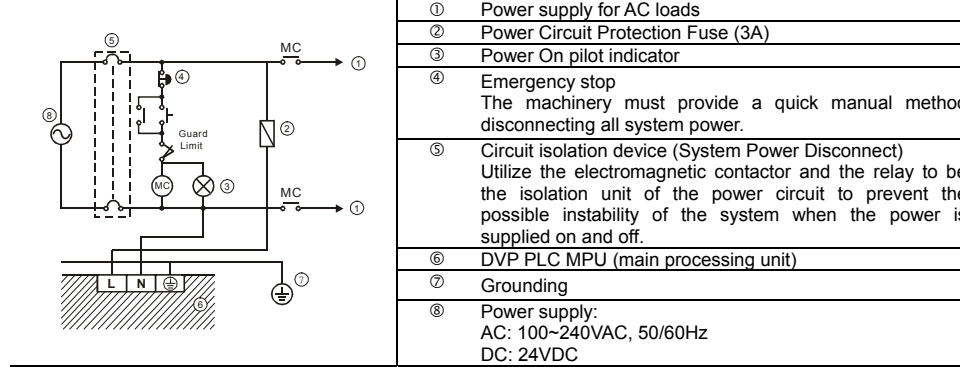 ⑤
MC
①
④
⑧
②
Guard
Limit
MC
③
MC
①
L N
⑦
⑥
① Power supply for AC loads
② Power Circuit Protection Fuse (3A)
③ Power On pilot indicator
④ Emergency stop
The machinery must provide a quick manual method
disconnecting all system power.
⑤ Circuit isolation device (System Power Disconnect)
Utilize the electromagnetic contactor and the relay to be
the isolation unit of the power circuit to prevent the
possible instability of the system when the power is
supplied on and off.
⑥ DVP PLC MPU (main processing unit)
⑦ Grounding
⑧ Power supply:
AC: 100~240VAC, 50/60Hz
DC: 24VDC